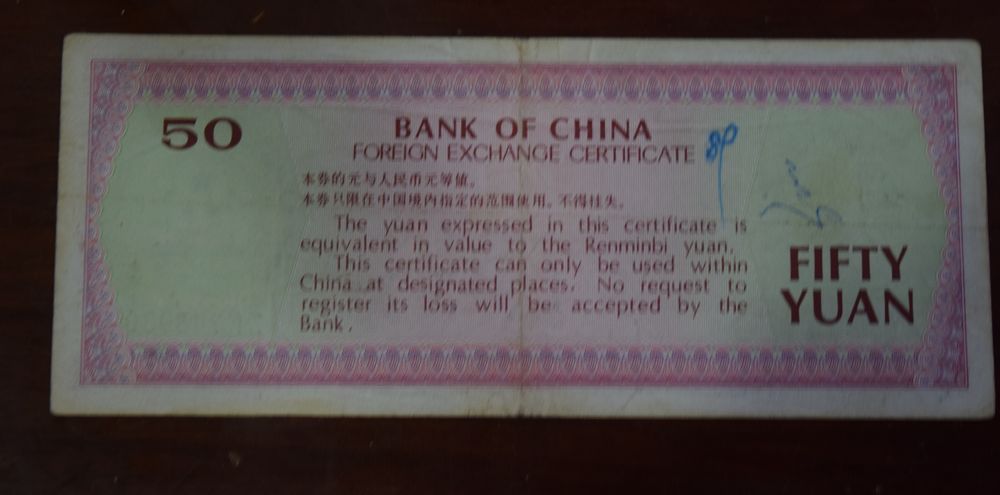 50
BANK OF CHINA
FOREIGN EXCHANGE CERTIFICATE
本券的元与人民币元等值。
本券只限在中国境内指定的范围使用。不得挂失。
The yuan expressed in this certificate is
equivalent in value to the Renminbi yuan.
This certificate can only be used within
China at designated places. No request to
register its loss will be accepted by the
Bank.
FIFTY
YUAN